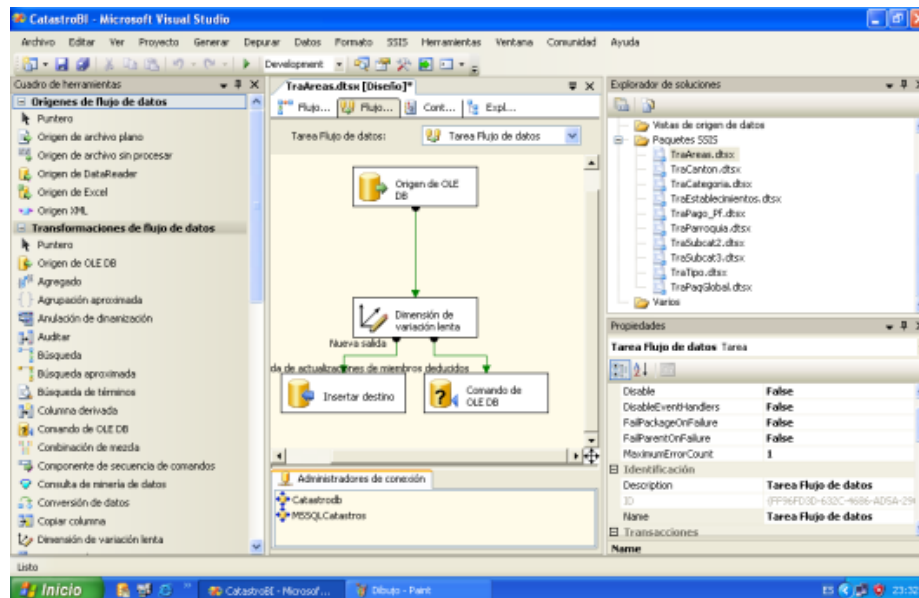 CatastroBI - Microsoft Visual Studio
Archivo Editar Ver Proyecto Generar Depurar Datos Formato SSIS Herramientas Ventana Comunidad Ayuda
Development
Cuadro de herramientas
Orígenes de flujo de datos
Puntero
Origen de archivo plano
Origen de archivo sin procesar
Origen de DataReader
Origen de Excel
Origen XML
Transformaciones de flujo de datos
Puntero
Origen de OLE DB
Agregado
Agrupación aproximada
Anulación de dinamización
Auditar
Búsqueda
Búsqueda aproximada
Búsqueda de términos
Columna derivada
Comando de OLE DB
Combinación de mezcla
Componente de secuencia de comandos
Consulta de minería de datos
Conversión de datos
Copiar columna
Dimensión de variación lenta
TraAreas.dtsx [Diseño]*
Flujo... Flujo... Cont... Expl...
Tarea Flujo de datos: Tarea Flujo de datos
Origen de OLE
DB
Dimensión de
variación lenta
Nueva salida
da de actualizaciones de miembros deducidos
Insertar destino
Comando de
OLE DB
Administradores de conexión
Catastrodb
MSSQLCatastros
Explorador de soluciones
Vistas de origen de datos
Paquetes SSIS
TraAreas.dtsx
TraCanton.dtsx
TraCategoria.dtsx
TraEstablecimientos.dtsx
TraPago_Pf.dtsx
TraParroquia.dtsx
TraSubcat2.dtsx
TraSubcat3.dtsx
TraTipo.dtsx
TraPaqGlobal.dtsx
Varios
Propiedades
Tarea Flujo de datos Tarea
Disable False
DisableEventHandlers False
FailPackageOnFailure False
FailParentOnFailure False
MaximumErrorCount 1
Identificación
Description Tarea Flujo de datos
ID
Name Tarea Flujo de datos
Transacciones
Name
Listo
Inicio
CatastroBI - Microsof...
Dibujo - Paint
ES
23:32